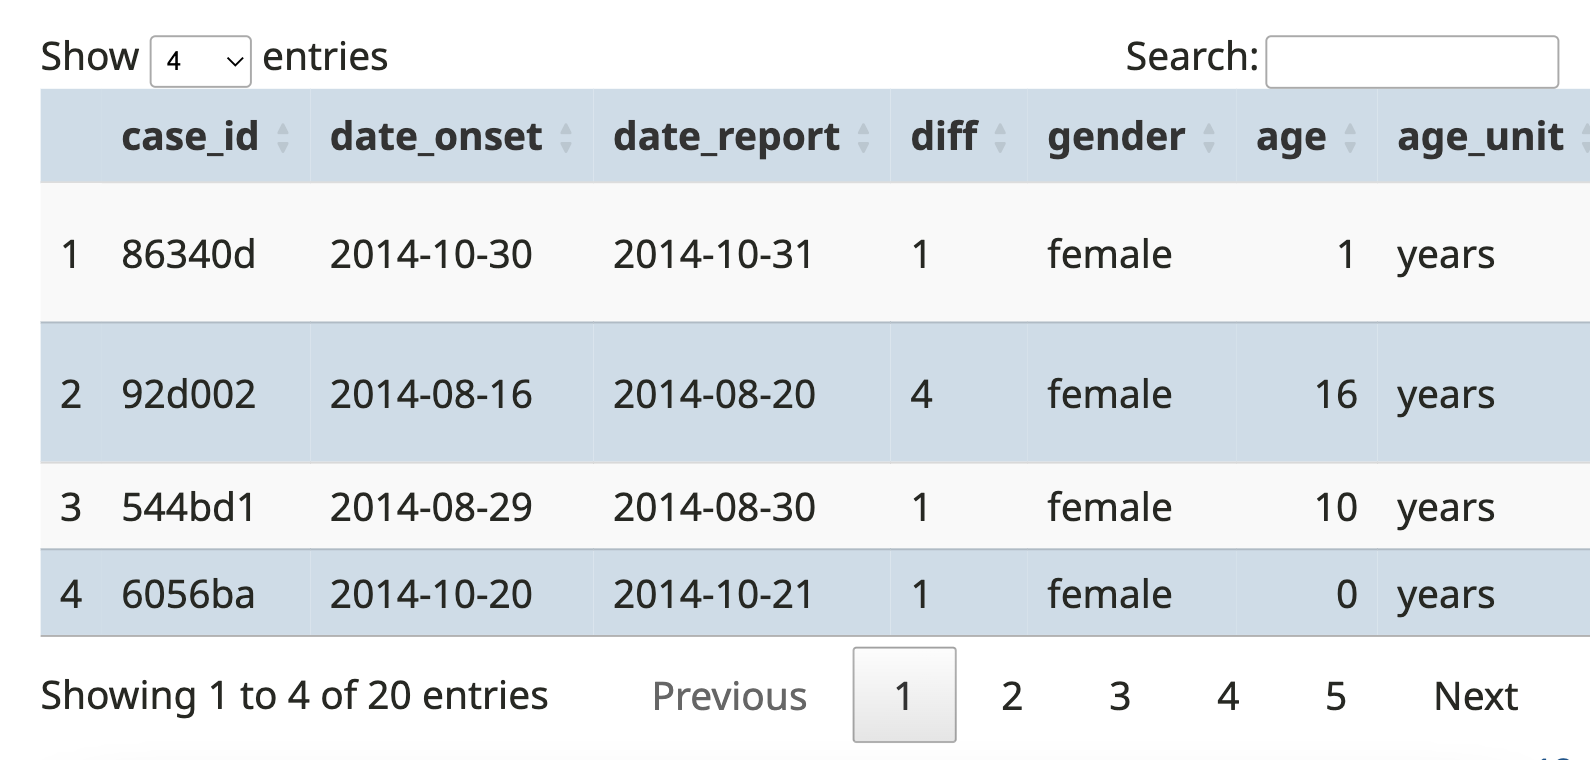 Show 4 entries Search:
case_id date_onset date_report diff gender age age_unit
1 86340d 2014-10-30 2014-10-31 1 female 1 years
2 92d002 2014-08-16 2014-08-20 4 female 16 years
3 544bd1 2014-08-29 2014-08-30 1 female 10 years
4 6056ba 2014-10-20 2014-10-21 1 female 0 years
Showing 1 to 4 of 20 entries Previous 1 2 3 4 5 Next